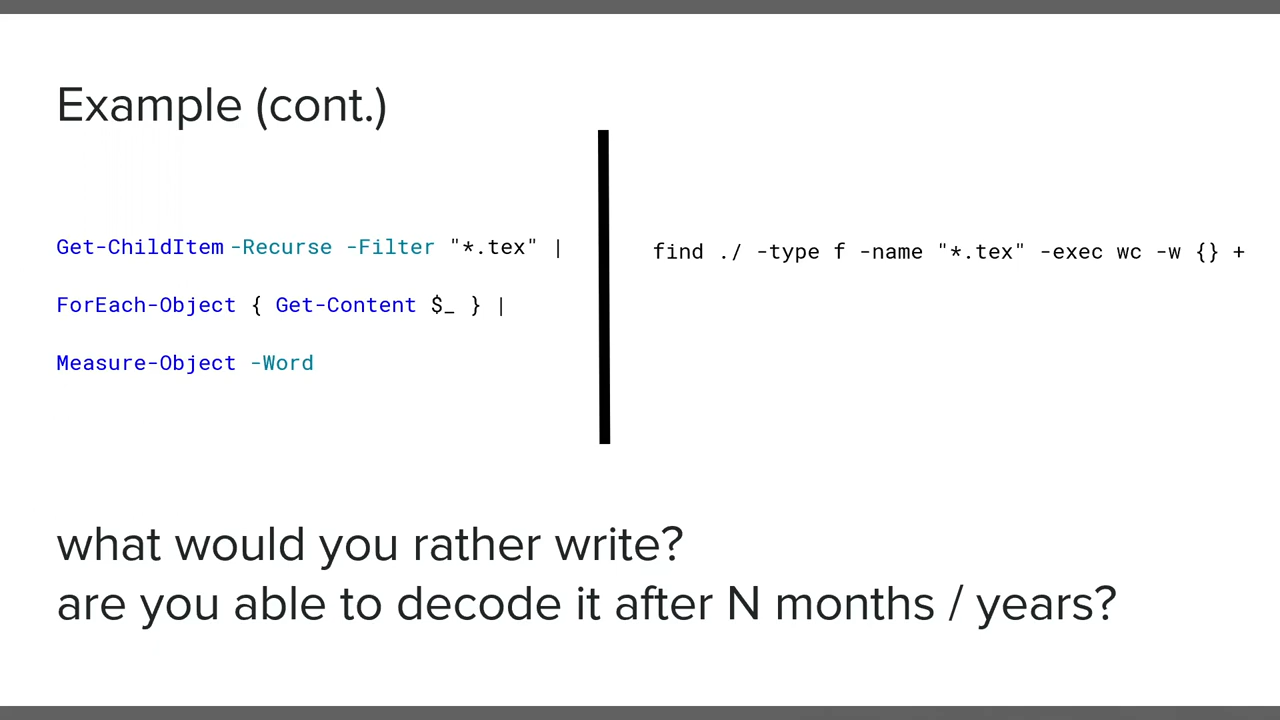 Example (cont.)
Get-ChildItem -Recurse -Filter "*.tex" |
ForEach-Object { Get-Content $_ } |
Measure-Object -Word
find ./ -type f -name "*.tex" -exec wc -w {} +
what would you rather write?
are you able to decode it after N months / years?